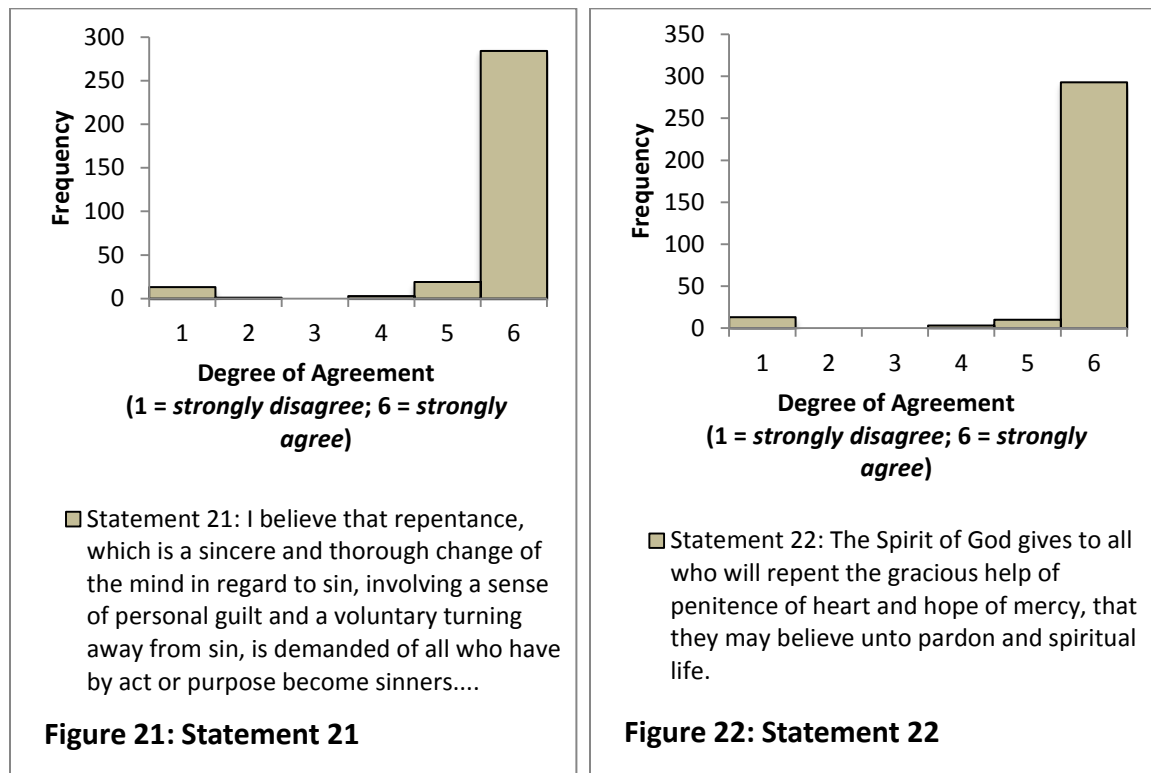 300
250
200
150
100
50
0
Frequency
1 2 3 4 5 6
Degree of Agreement
(1 = strongly disagree; 6 = strongly
agree)
Statement 21: I believe that repentance,
which is a sincere and thorough change of
the mind in regard to sin, involving a sense
of personal guilt and a voluntary turning
away from sin, is demanded of all who have
by act or purpose become sinners....
Figure 21: Statement 21
350
300
250
200
150
100
50
0
Frequency
1 2 3 4 5 6
Degree of Agreement
(1 = strongly disagree; 6 = strongly
agree)
Statement 22: The Spirit of God gives to all
who will repent the gracious help of
penitence of heart and hope of mercy, that
they may believe unto pardon and spiritual
life.
Figure 22: Statement 22